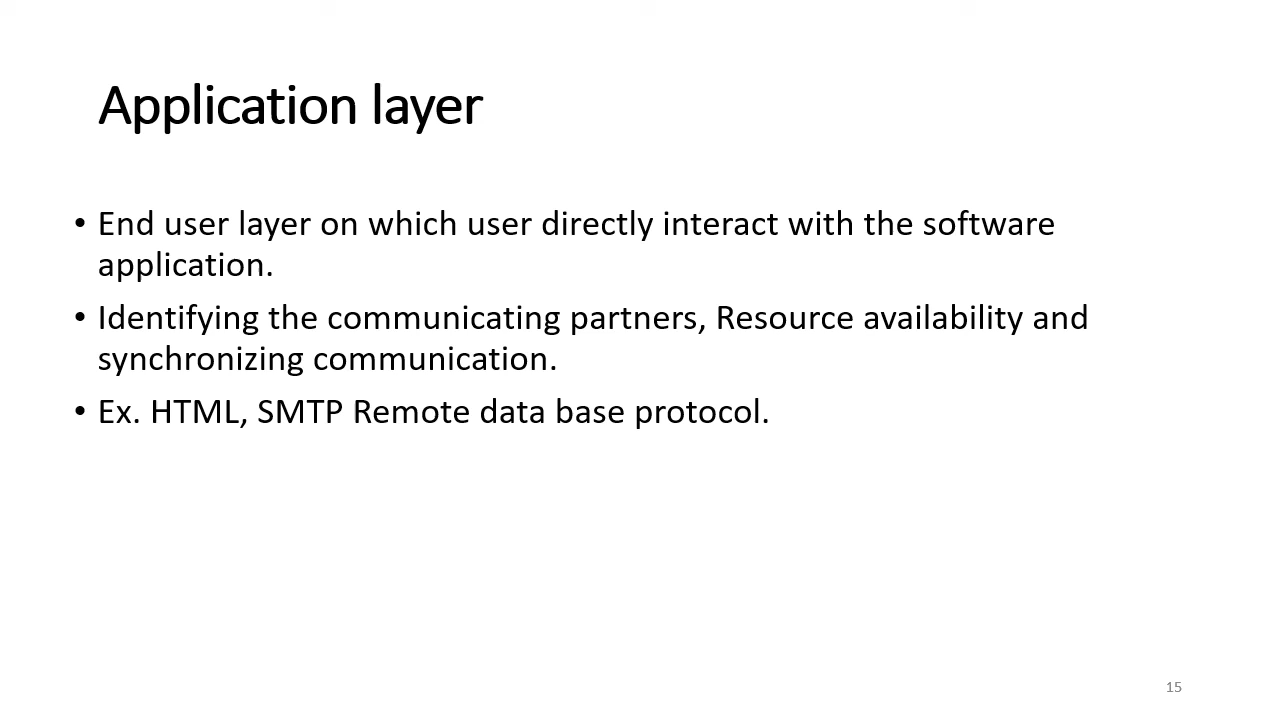 Application layer
• End user layer on which user directly interact with the software
application.
• Identifying the communicating partners, Resource availability and
synchronizing communication.
• Ex. HTML, SMTP Remote data base protocol.
15